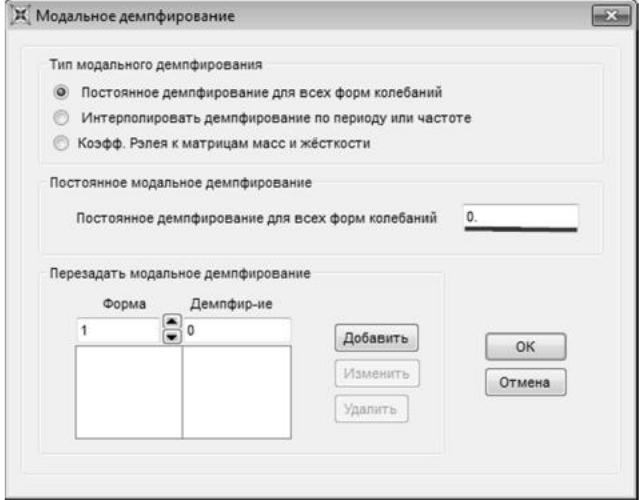 Модальное демпфирование
Тип модального демпфирования
Постоянное демпфирование для всех форм колебаний
Интерполировать демпфирование по периоду или частоте
Коэфф. Рэлея к матрицам масс и жёсткости
Постоянное модальное демпфирование
Постоянное демпфирование для всех форм колебаний 0.
Перезадать модальное демпфирование
Форма Демпфир-ие
1 0
Добавить
Изменить
Удалить
ОК
Отмена